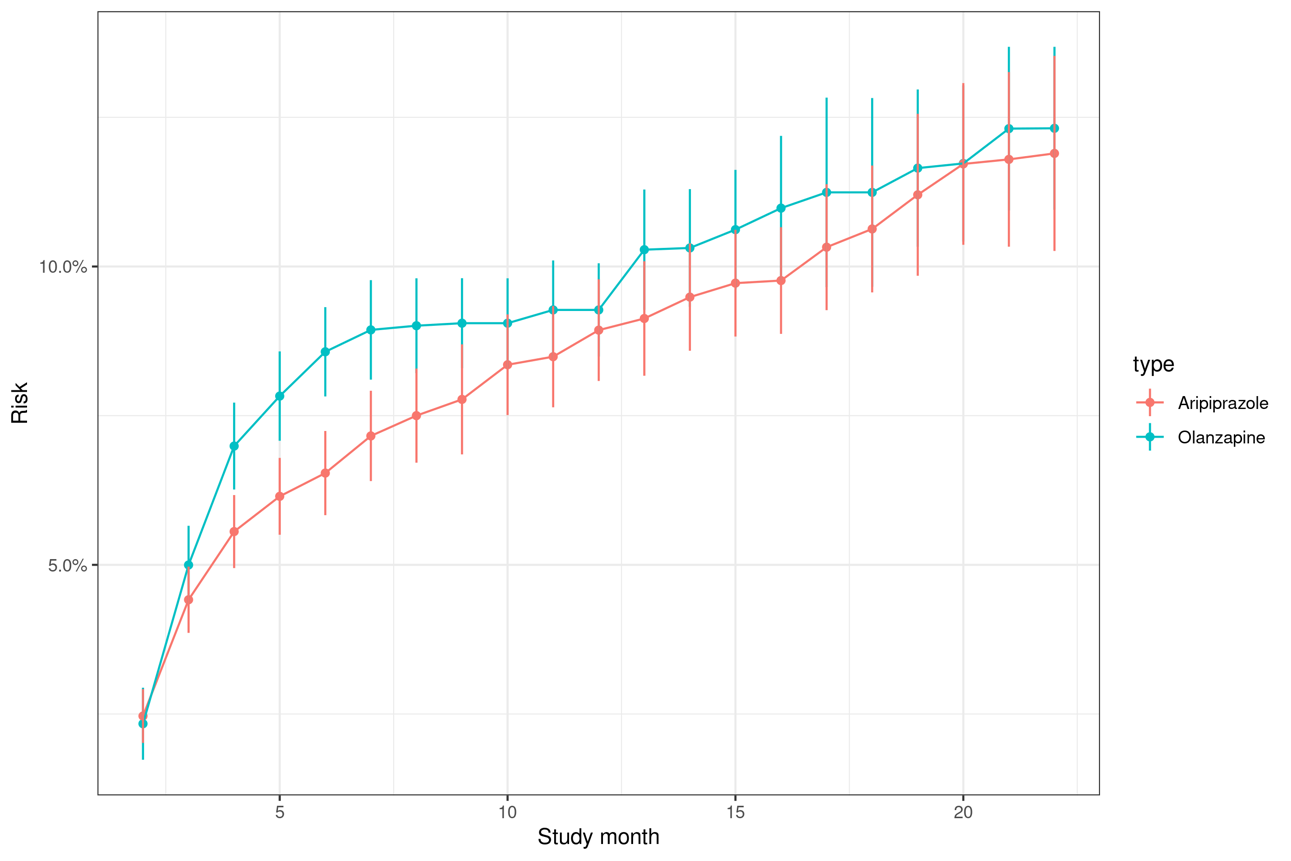 Risk
10.0%
5.0%
5
10
15
20
Study month
type
Aripiprazole
Olanzapine